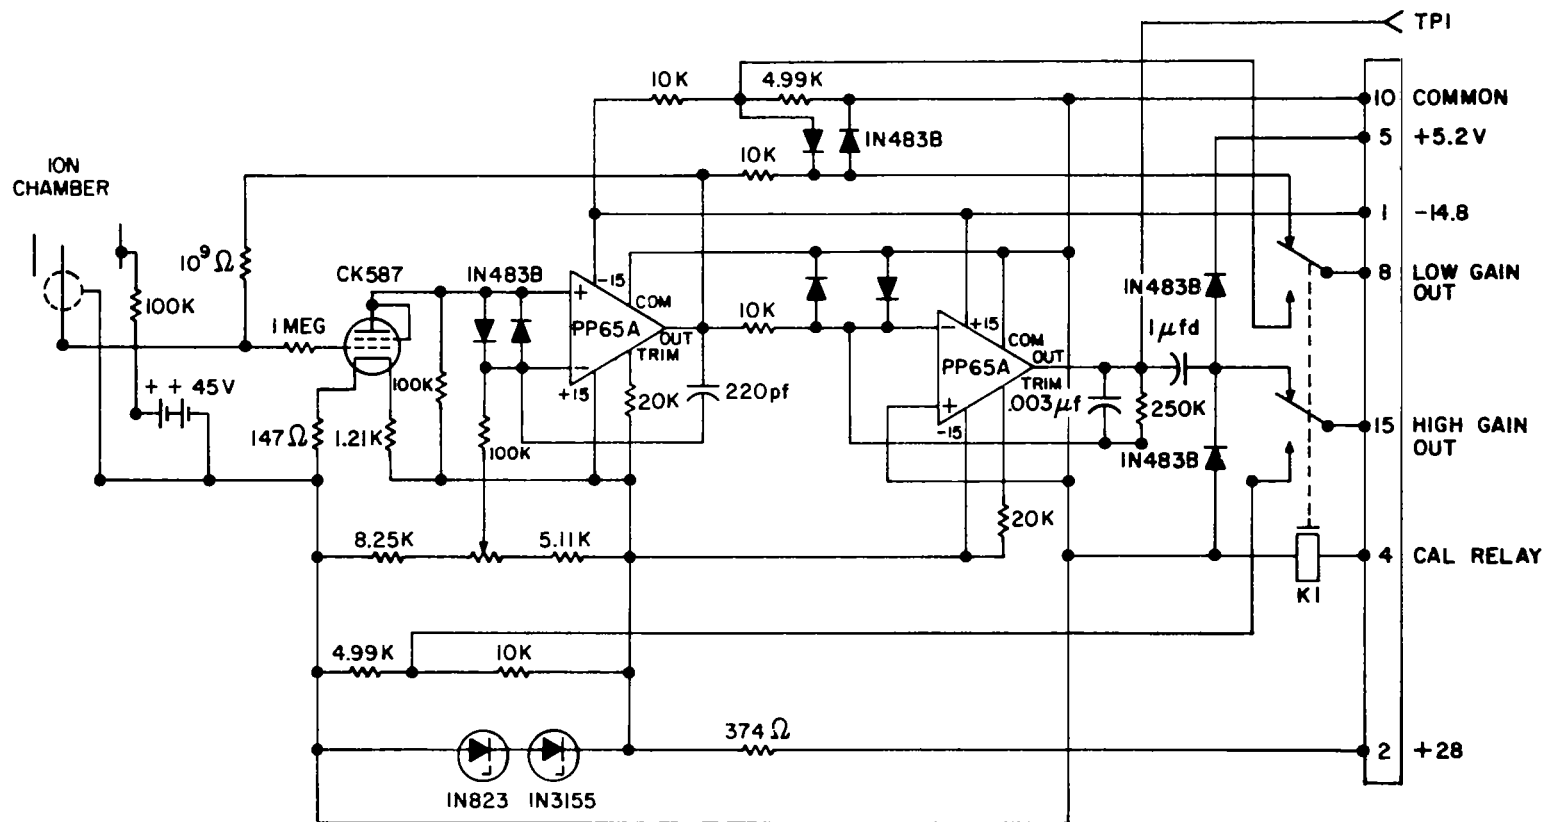 TP1
10K
4.99K
10 COMMON
5 +5.2V
IN483B
10K
ION
CHAMBER
1 -14.8
10⁹Ω
CK587
IN483B
-15
COM
8 LOW GAIN
OUT
100K
IN483B
1 MEG
+
PP65A
OUT
TRIM
10K
1µfd
-
+15
COM
+ + 45V
100K
-
+15
PP65A
OUT
TRIM
20K
220pf
.003µf
250K
+
-15
147Ω
1.21K
100K
15 HIGH GAIN
OUT
IN483B
20K
8.25K
5.11K
4 CAL RELAY
K1
4.99K
10K
374Ω
2 +28
IN823
IN3155